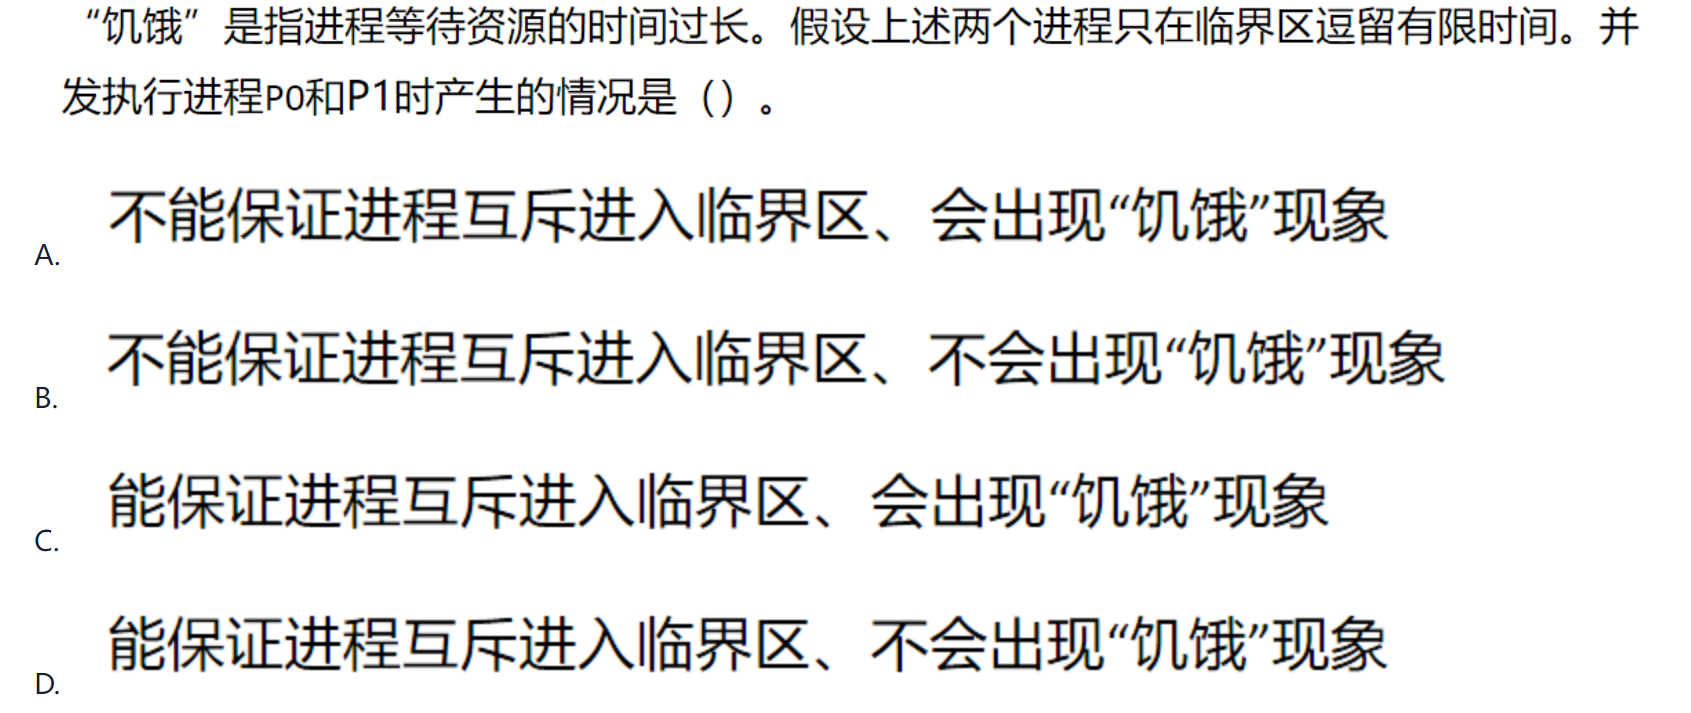 “饥饿”是指进程等待资源的时间过长。假设上述两个进程只在临界区逗留有限时间。并
发执行进程P0和P1时产生的情况是（）。
A. 不能保证进程互斥进入临界区、会出现“饥饿”现象
B. 不能保证进程互斥进入临界区、不会出现“饥饿”现象
C. 能保证进程互斥进入临界区、会出现“饥饿”现象
D. 能保证进程互斥进入临界区、不会出现“饥饿”现象